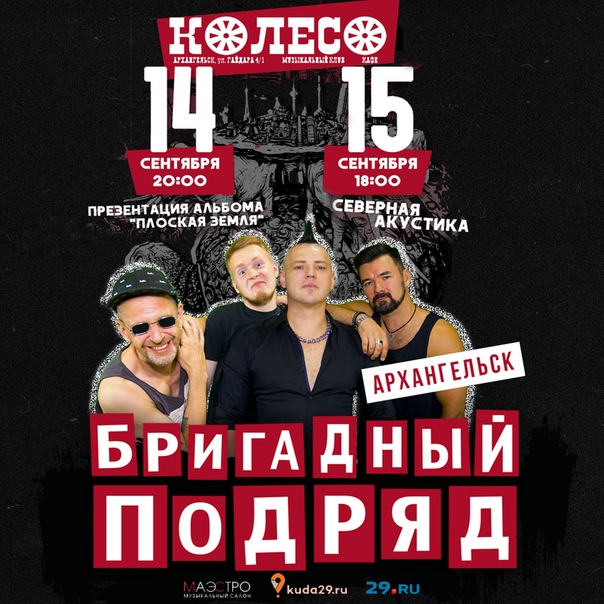 КОЛЕСО
АРХАНГЕЛЬСК, ул. ГАЙДАРА 4/1 МУЗЫКАЛЬНЫЙ КЛУБ КАФЕ
14 15
СЕНТЯБРЯ СЕНТЯБРЯ
20:00 18:00
ПРЕЗЕНТАЦИЯ АЛЬБОМА СЕВЕРНАЯ
"ПЛОСКАЯ ЗЕМЛЯ" АКУСТИКА
АРХАНГЕЛЬСК
БРИГАДНЫЙ
ПОДРЯД
МАЭСТРО kuda29.ru 29.RU
МУЗЫКАЛЬНЫЙ САЛОН